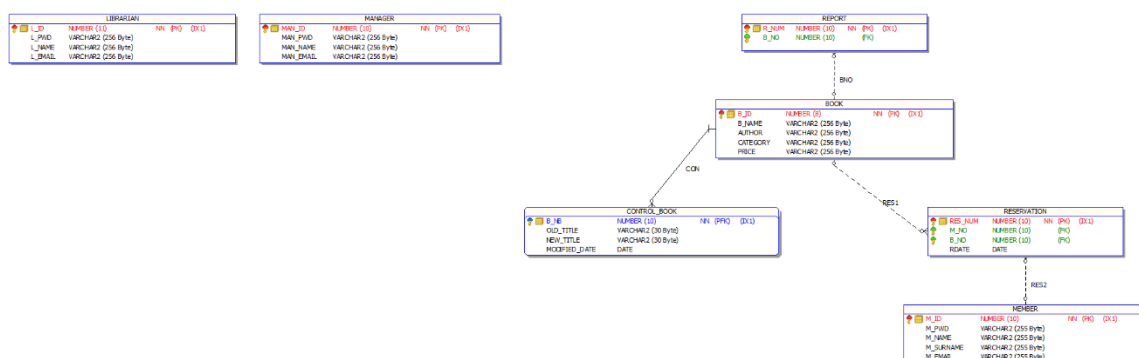 LIBRARIAN
L_ID NUMBER (11) NN (PK) (IX1)
L_PWD VARCHAR2 (256 Byte)
L_NAME VARCHAR2 (256 Byte)
L_EMAIL VARCHAR2 (256 Byte)
MANAGER
MAN_ID NUMBER (10) NN (PK) (IX1)
MAN_PWD VARCHAR2 (256 Byte)
MAN_NAME VARCHAR2 (256 Byte)
MAN_EMAIL VARCHAR2 (256 Byte)
REPORT
R_NUM NUMBER (10) NN (PK) (IX1)
B_NO NUMBER (10) (FK)
BNO
BOOK
B_ID NUMBER (8) NN (PK) (IX1)
B_NAME VARCHAR2 (256 Byte)
AUTHOR VARCHAR2 (256 Byte)
CATEGORY VARCHAR2 (256 Byte)
PRICE VARCHAR2 (256 Byte)
CON
RES1
CONTROL_BOOK
B_NB NUMBER (10) NN (PFK) (IX1)
OLD_TITLE VARCHAR2 (30 Byte)
NEW_TITLE VARCHAR2 (30 Byte)
MODIFIED_DATE DATE
RESERVATION
RES_NUM NUMBER (10) NN (PK) (IX1)
M_NO NUMBER (10) (FK)
B_NO NUMBER (10) (FK)
RDATE DATE
RES2
MEMBER
M_ID NUMBER (10) NN (PK) (IX1)
M_PWD VARCHAR2 (255 Byte)
M_NAME VARCHAR2 (255 Byte)
M_SURNAME VARCHAR2 (255 Byte)
VARCHAR2 (255 Byte)